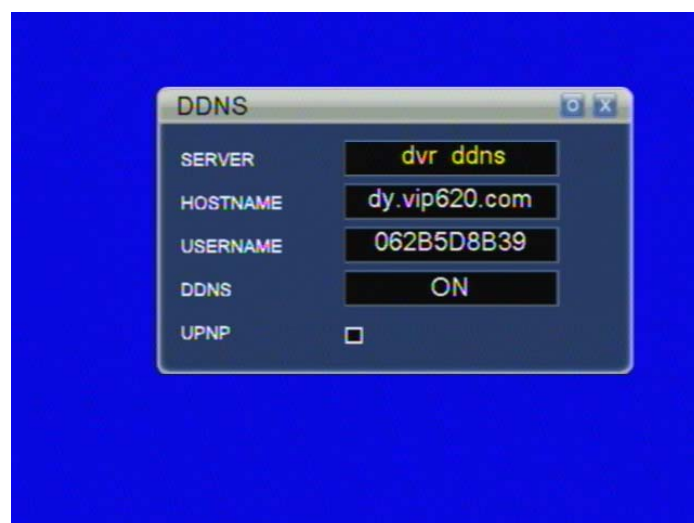 DDNS
SERVER dvr ddns
HOSTNAME dy.vip620.com
USERNAME 062B5D8B39
DDNS ON
UPNP